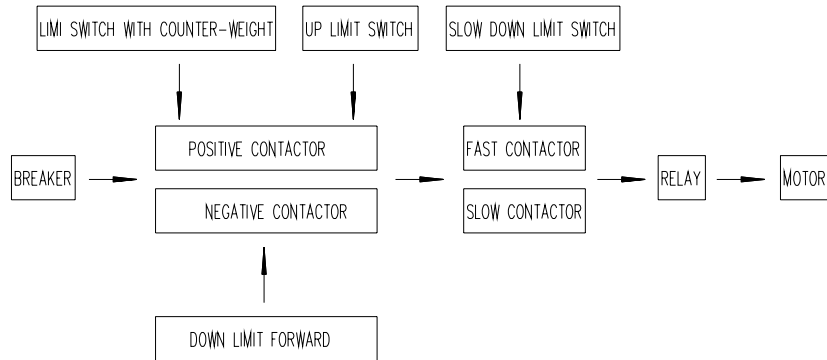 LIMI SWITCH WITH COUNTER-WEIGHT
UP LIMIT SWITCH
SLOW DOWN LIMIT SWITCH
POSITIVE CONTACTOR
FAST CONTACTOR
BREAKER
RELAY
MOTOR
NEGATIVE CONTACTOR
SLOW CONTACTOR
DOWN LIMIT FORWARD